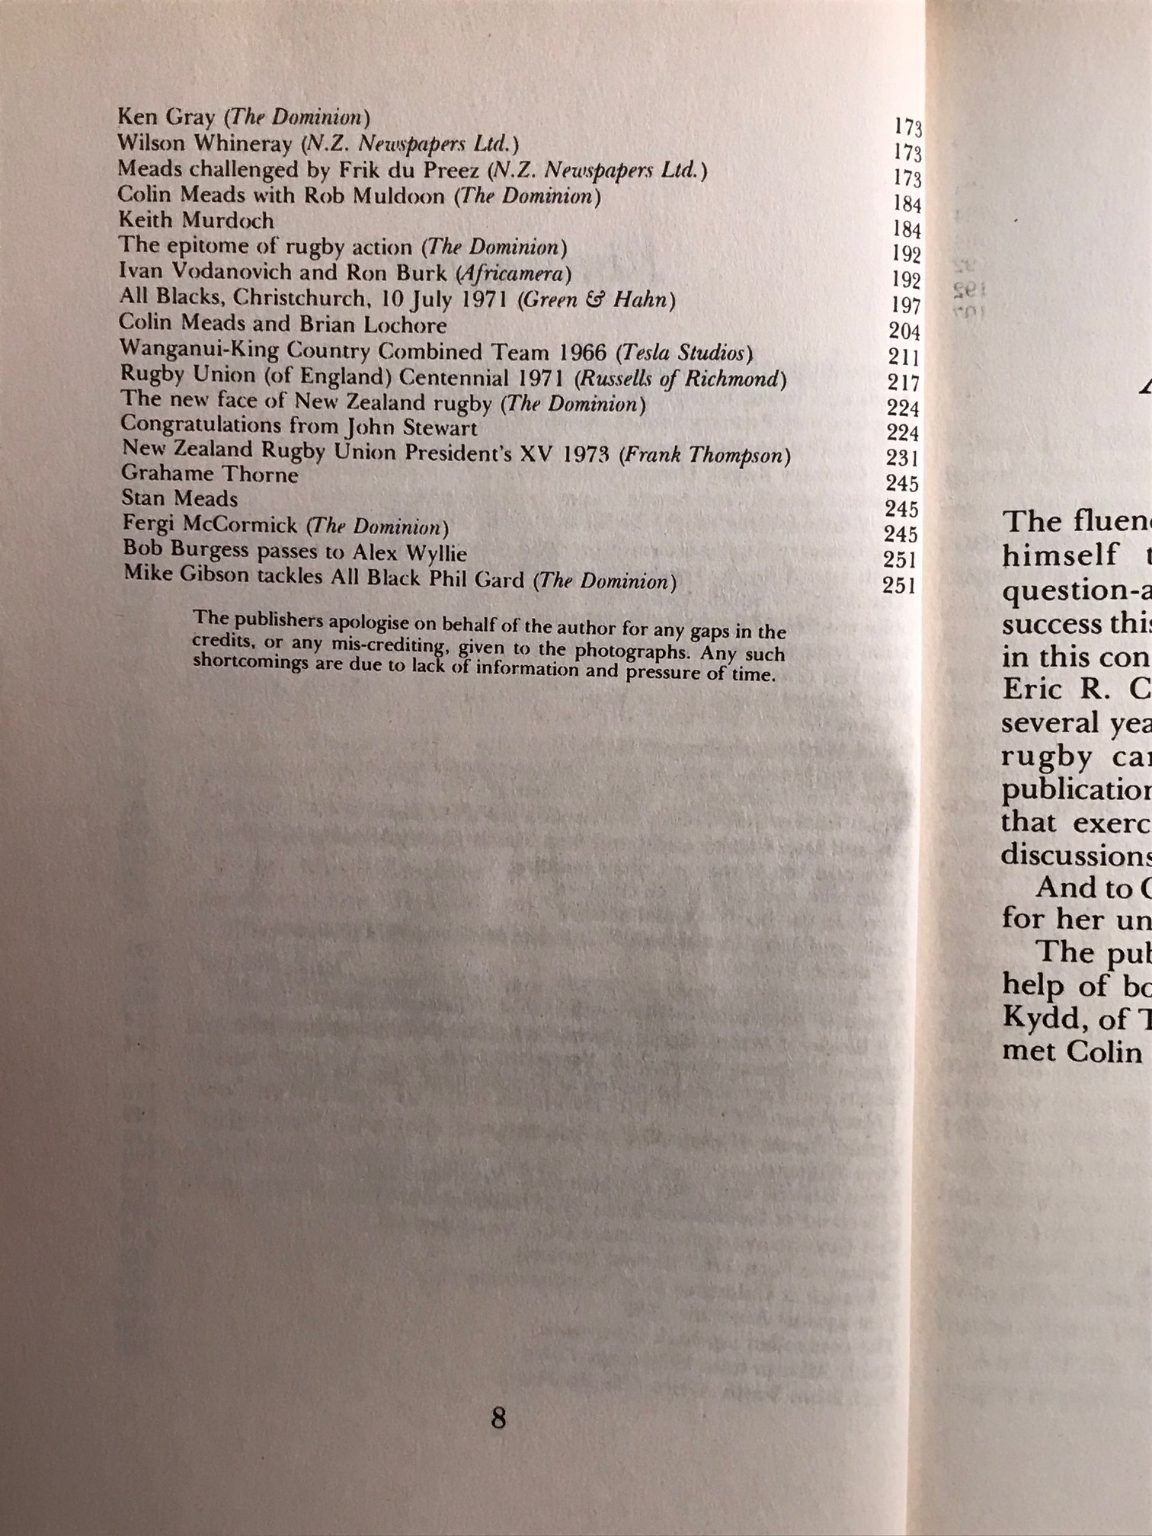 Ken Gray (The Dominion) 173
Wilson Whineray (N.Z. Newspapers Ltd.) 173
Meads challenged by Frik du Preez (N.Z. Newspapers Ltd.) 173
Colin Meads with Rob Muldoon (The Dominion) 184
Keith Murdoch 184
The epitome of rugby action (The Dominion) 192
Ivan Vodanovich and Ron Burk (Africamera) 192
All Blacks, Christchurch, 10 July 1971 (Green & Hahn) 197
Colin Meads and Brian Lochore 204
Wanganui-King Country Combined Team 1966 (Tesla Studios) 211
Rugby Union (of England) Centennial 1971 (Russells of Richmond) 217
The new face of New Zealand rugby (The Dominion) 224
Congratulations from John Stewart 224
New Zealand Rugby Union President's XV 1973 (Frank Thompson) 231
Grahame Thorne 245
Stan Meads 245
Fergi McCormick (The Dominion) 245
Bob Burgess passes to Alex Wyllie 251
Mike Gibson tackles All Black Phil Gard (The Dominion) 251
The publishers apologise on behalf of the author for any gaps in the
credits, or any mis-crediting, given to the photographs. Any such
shortcomings are due to lack of information and pressure of time.
8
The
himself
question-a
success this
in this con
Eric R. C
several yea
rugby
publication
that exerc
discussions
And to
for her un
The pub
help of bo
Kydd, of T
met Colin